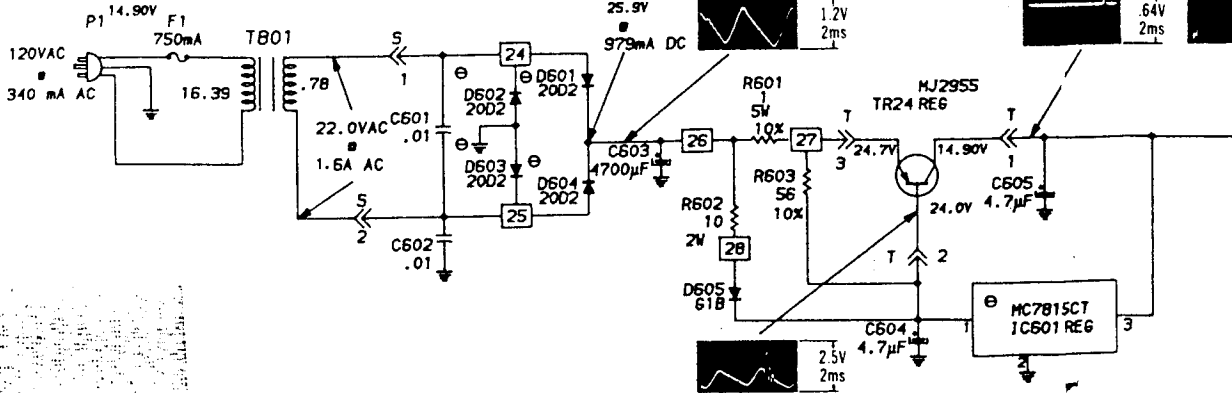 P1 14.90V
F1
750mA
T801
120VAC
@
340 mA AC
16.39
.78
22.0VAC
@
1.6A AC
S
1
S
2
C601
.01
C602
.01
24
25
D602
20D2
D603
20D2
D601
20D2
D604
20D2
25.9V
@
979mA DC
1.2V
2ms
C603
4700µF
26
R601
1
5W
10%
27
R602
10
2W
28
D605
G1B
R603
56
10%
T
3
24.7V
MJ2955
TR24 REG
14.90V
T
1
24.0V
T 2
.64V
2ms
C605
4.7µF
C604
4.7µF
2.5V
2ms
1
MC7815CT
IC601 REG
3
2